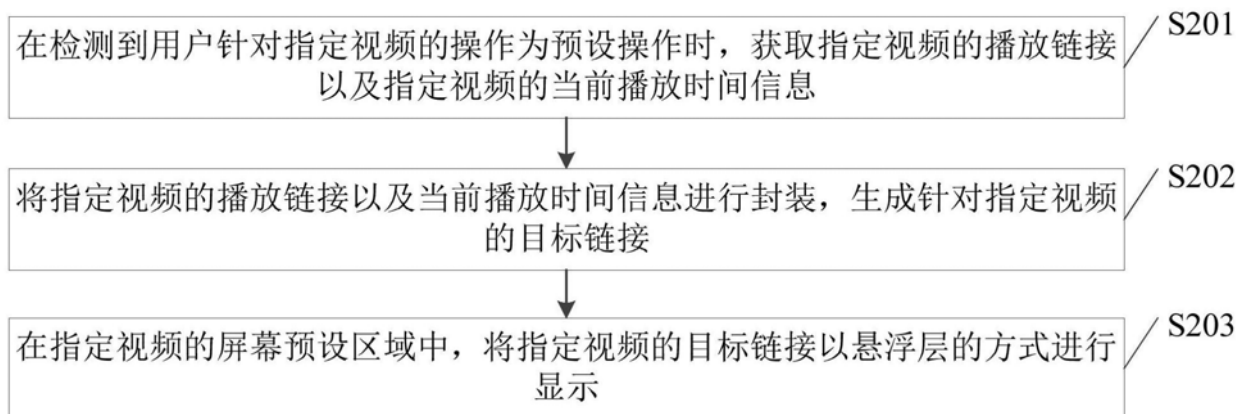 在检测到用户针对指定视频的操作为预设操作时，获取指定视频的播放链接
以及指定视频的当前播放时间信息
S201
将指定视频的播放链接以及当前播放时间信息进行封装，生成针对指定视频
的目标链接
S202
在指定视频的屏幕预设区域中，将指定视频的目标链接以悬浮层的方式进行
显示
S203